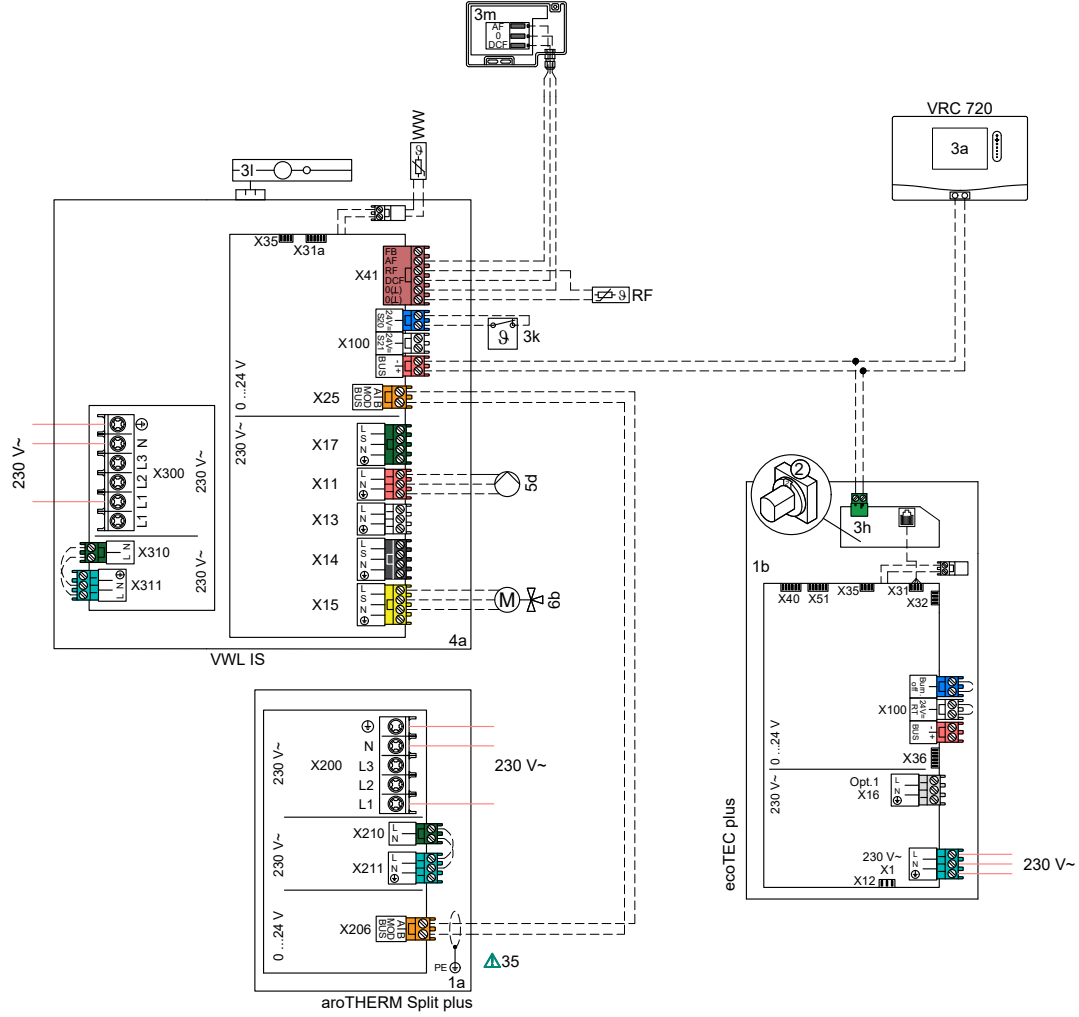 3m
AF
0
DCF
VRC 720
3a
WW
ϑ
3l
X35
X31a
X41
FB
AF
RF
DCF
0(⊥)
0(⊥)
ϑ RF
X100
S20
24V=
S21
24V=
BUS
- +
ϑ 3k
0 ...24 V
X25
MOD BUS
A B
230 V~
X17
L
S
N
X11
L
N
5d
X13
L
N
X14
L
S
N
X15
L
S
N
M
6b
4a
VWL IS
230 V~
N
L3
L2
L1
L1
X300
230 V~
X310
L N
X311
L N
230 V~
2
3h
1b
X40
X51
X35
X31
X32
Bum.
off
X100
24V=
RT
BUS
- +
X36
0 ...24 V
230 V~
Opt.1
X16
L
N
230 V~
X1
L
N
X12
230 V~
ecoTEC plus
230 V~
X200
N
L3
L2
L1
230 V~
X210
L
N
230 V~
X211
L
N
0 ...24 V
X206
MOD BUS
A B
PE
1a
35
aroTHERM Split plus